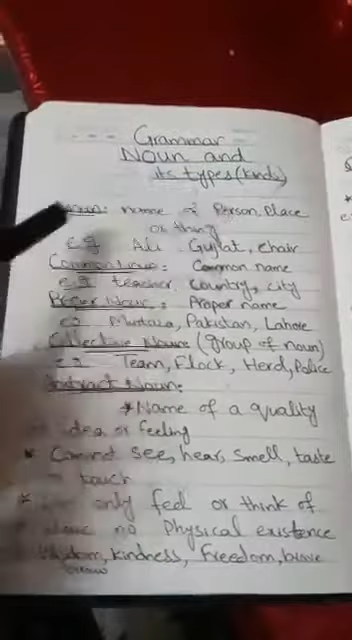 Grammar
Noun and
its types(kinds)
Noun: name of Person, Place
or thing
e.g Ali Gujrat, chair
Common Noun: Common name
e.g. teacher, country, city
Proper Noun: Proper name
eg Murtaza, Pakistan, Lahore
Collective Noun: (group of noun)
e.g. Team, Flock, Herd, Police
Abstract Noun:
*Name of a quality
idea or feeling
* Cannot see, hear, smell, taste
touch
* only feel or think of
no Physical existence
kindness, freedom, brave